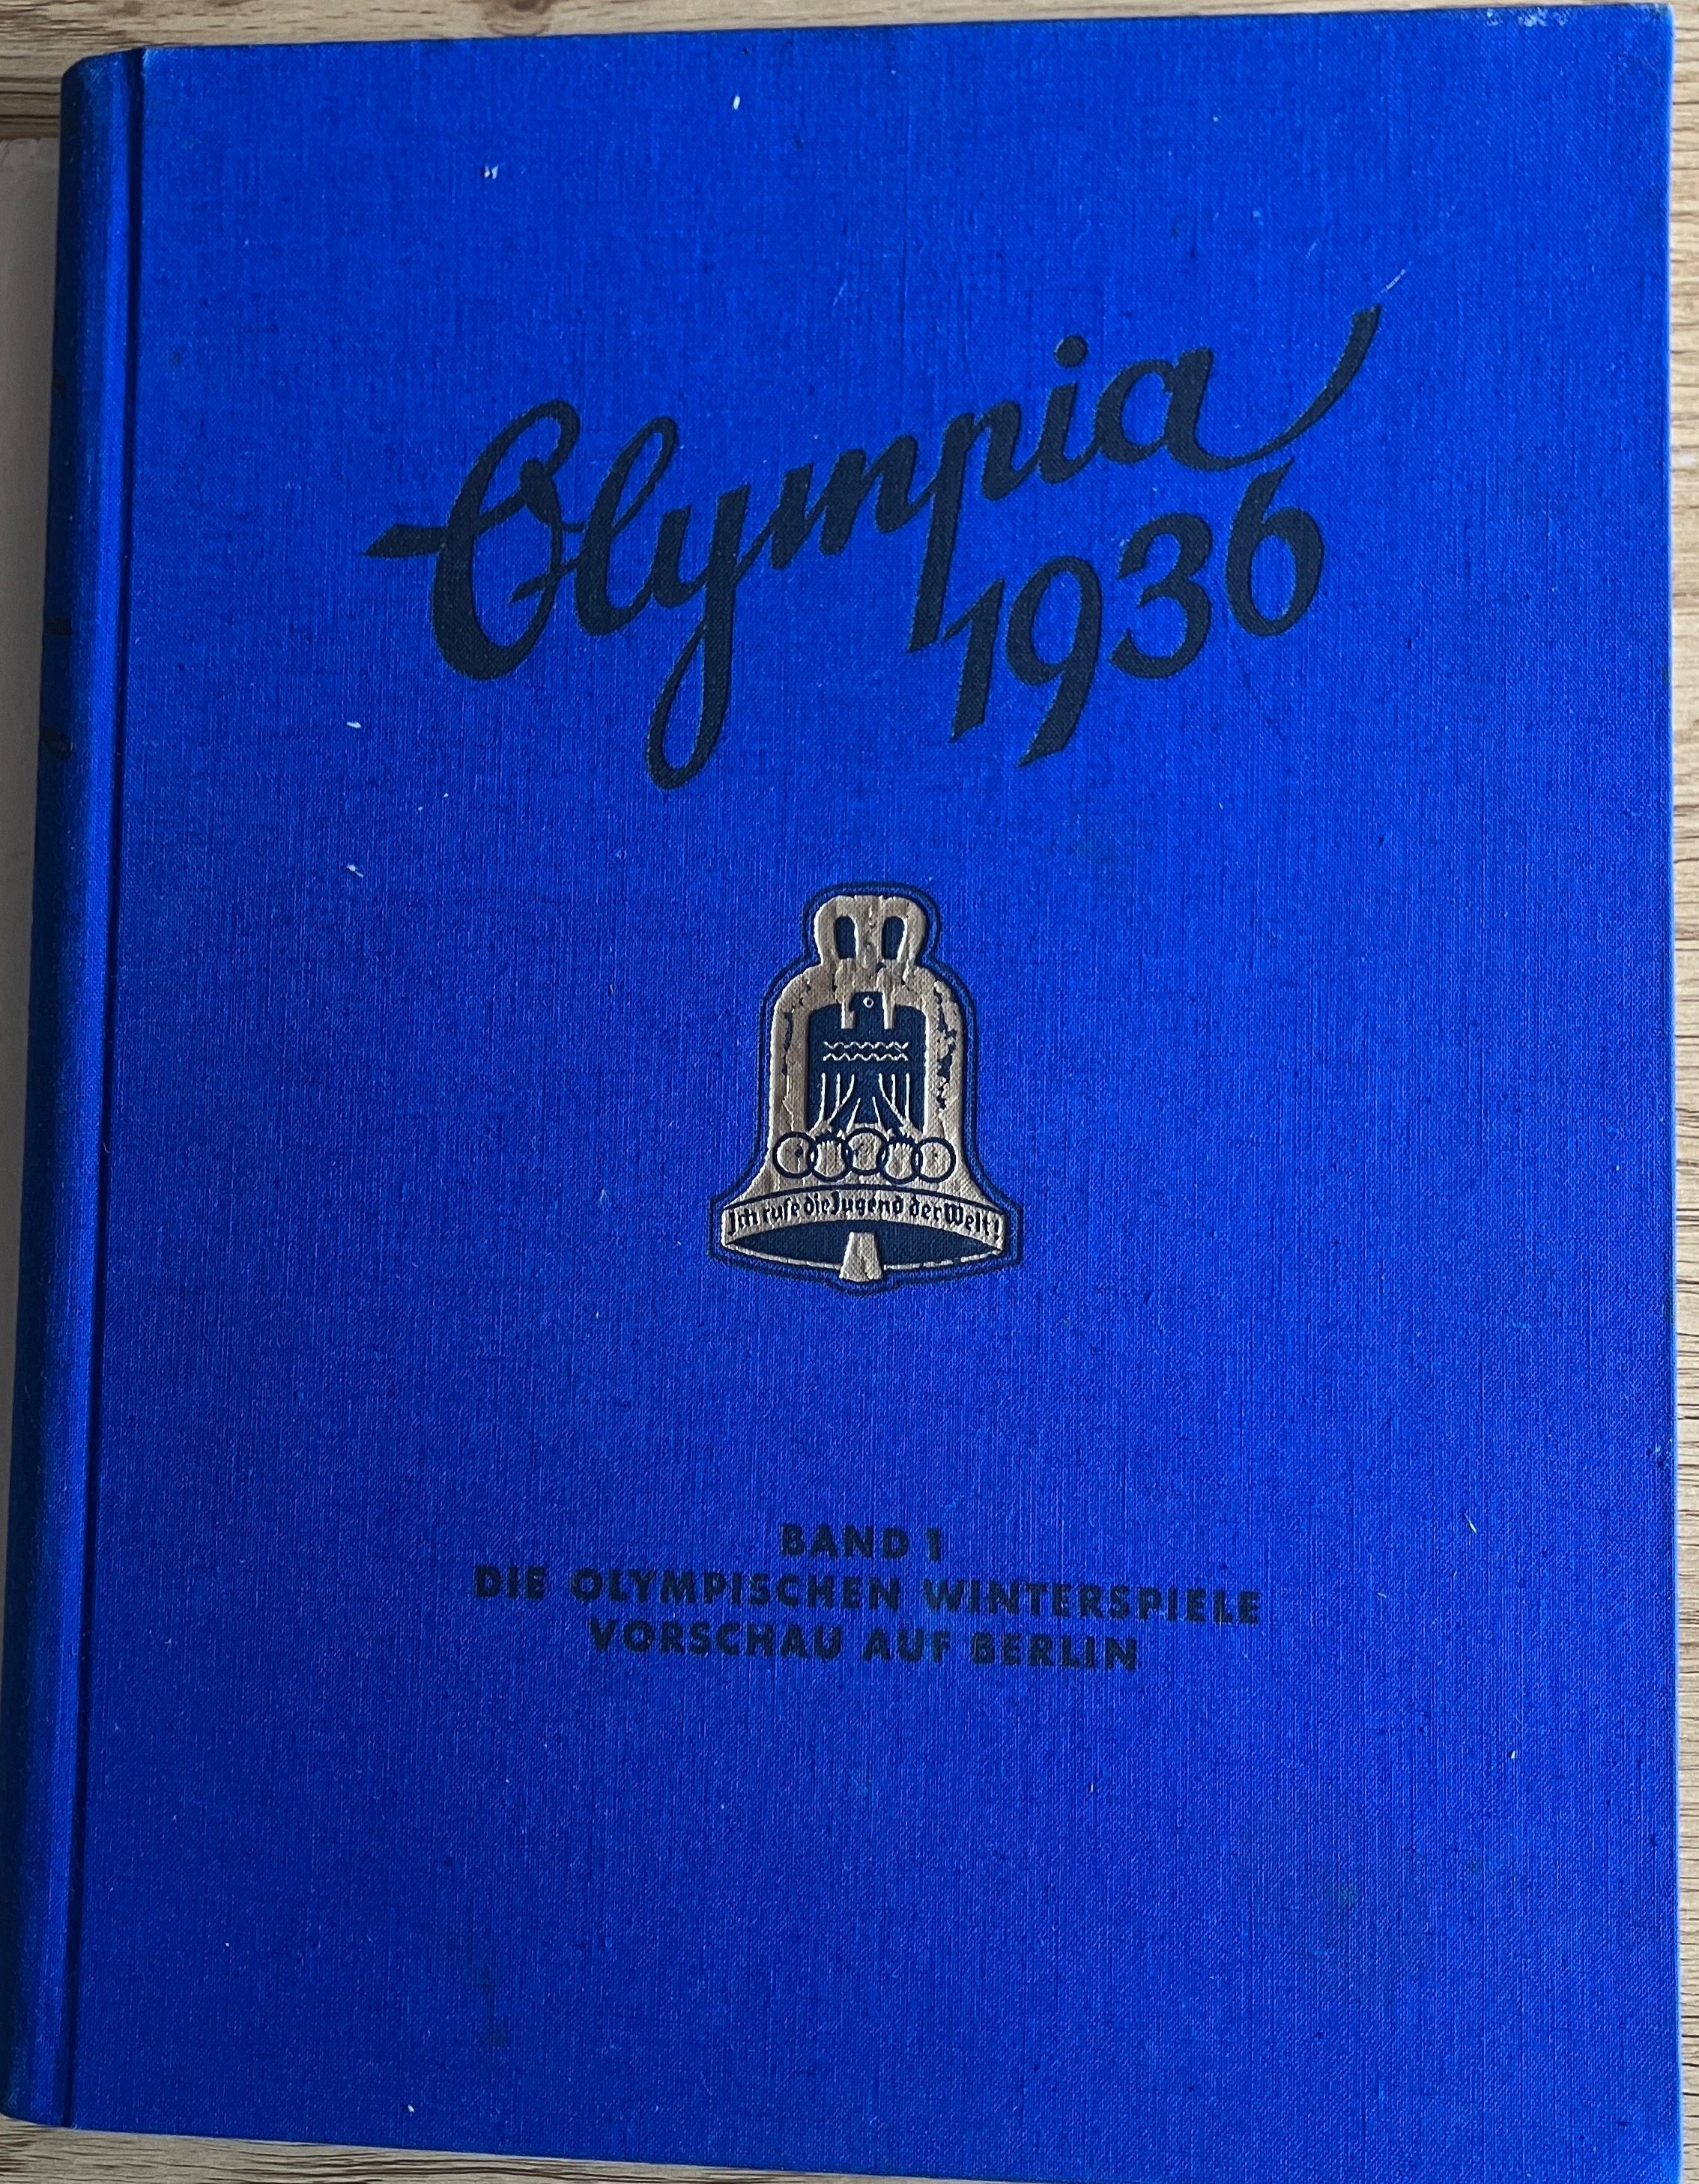 Olympia
1936
Ich rufe die Jugend der Welt!
BAND 1
DIE OLYMPISCHEN WINTERSPIELE
VORSCHAU AUF BERLIN